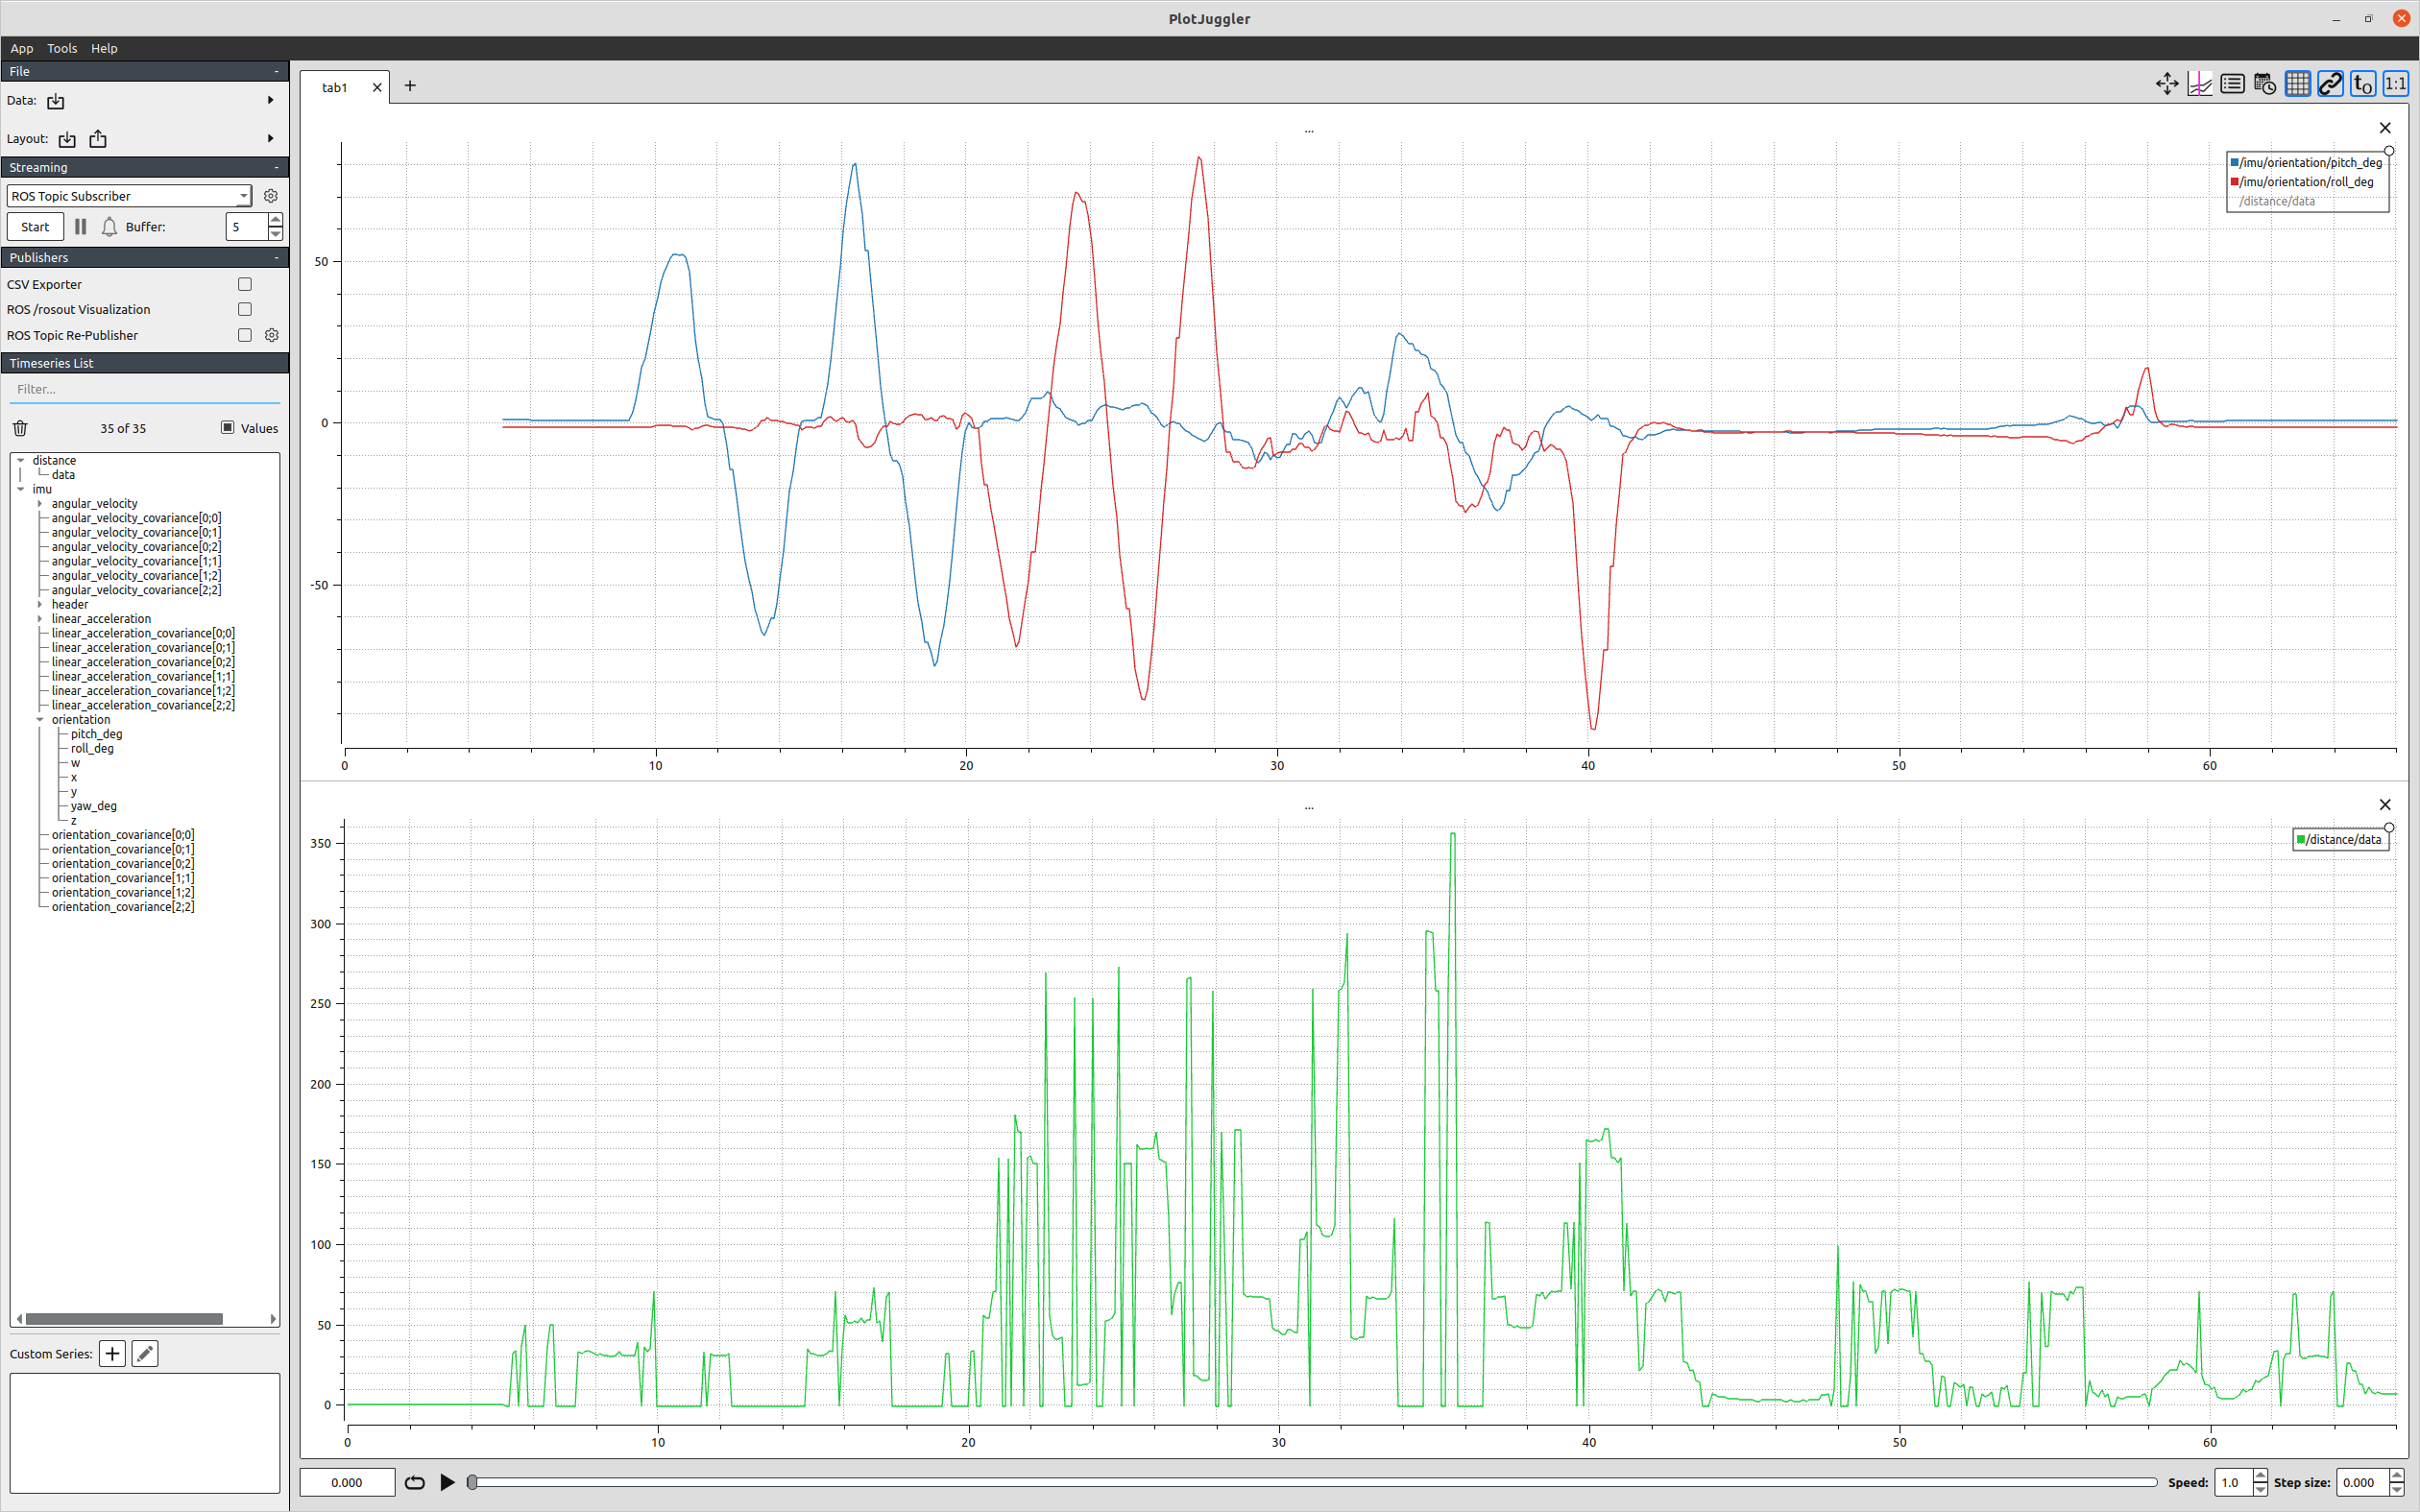 PlotJuggler
App Tools Help
File -
Data:
Layout:
Streaming -
ROS Topic Subscriber
Start Buffer: 5
Publishers -
CSV Exporter
ROS /rosout Visualization
ROS Topic Re-Publisher
Timeseries List
Filter...
35 of 35 Values
distance
data
imu
angular_velocity
angular_velocity_covariance[0;0]
angular_velocity_covariance[0;1]
angular_velocity_covariance[0;2]
angular_velocity_covariance[1;1]
angular_velocity_covariance[1;2]
angular_velocity_covariance[2;2]
header
linear_acceleration
linear_acceleration_covariance[0;0]
linear_acceleration_covariance[0;1]
linear_acceleration_covariance[0;2]
linear_acceleration_covariance[1;1]
linear_acceleration_covariance[1;2]
linear_acceleration_covariance[2;2]
orientation
pitch_deg
roll_deg
w
x
y
yaw_deg
z
orientation_covariance[0;0]
orientation_covariance[0;1]
orientation_covariance[0;2]
orientation_covariance[1;1]
orientation_covariance[1;2]
orientation_covariance[2;2]
Custom Series:
tab1
t0 1:1
...
/imu/orientation/pitch_deg
/imu/orientation/roll_deg
/distance/data
50
0
-50
0 10 20 30 40 50 60
...
/distance/data
350
300
250
200
150
100
50
0
0 10 20 30 40 50 60
0.000 Speed: 1.0 Step size: 0.000